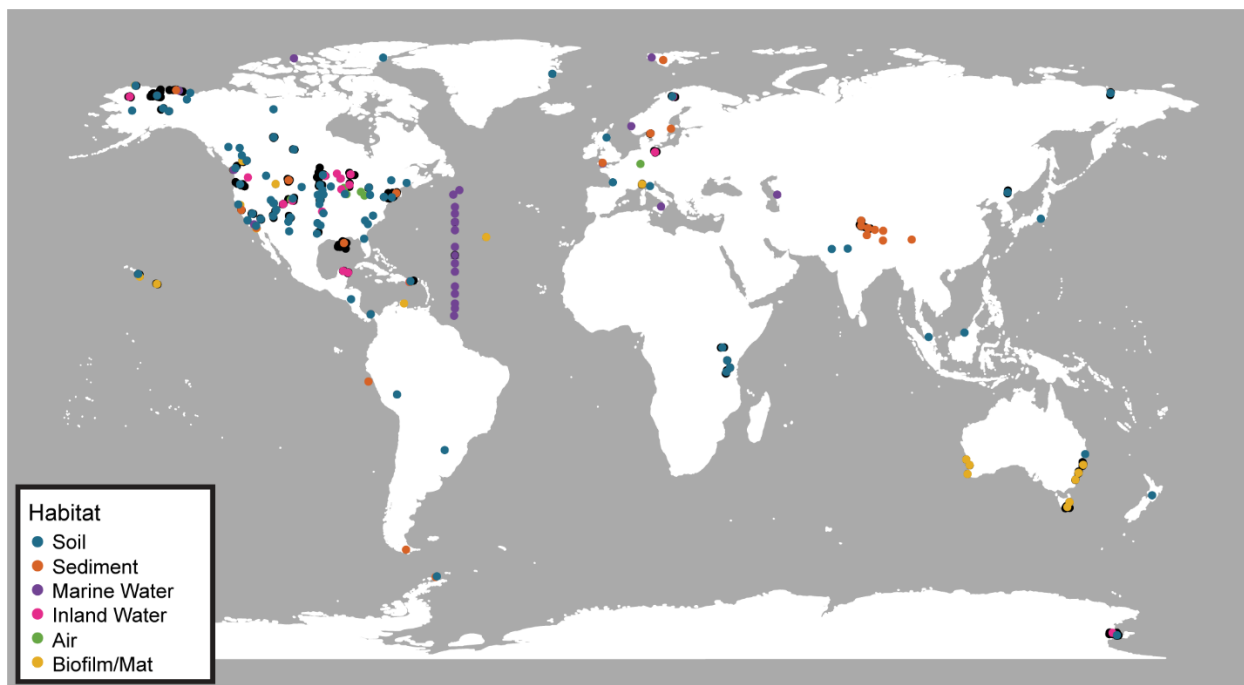 Habitat
Soil
Sediment
Marine Water
Inland Water
Air
Biofilm/Mat